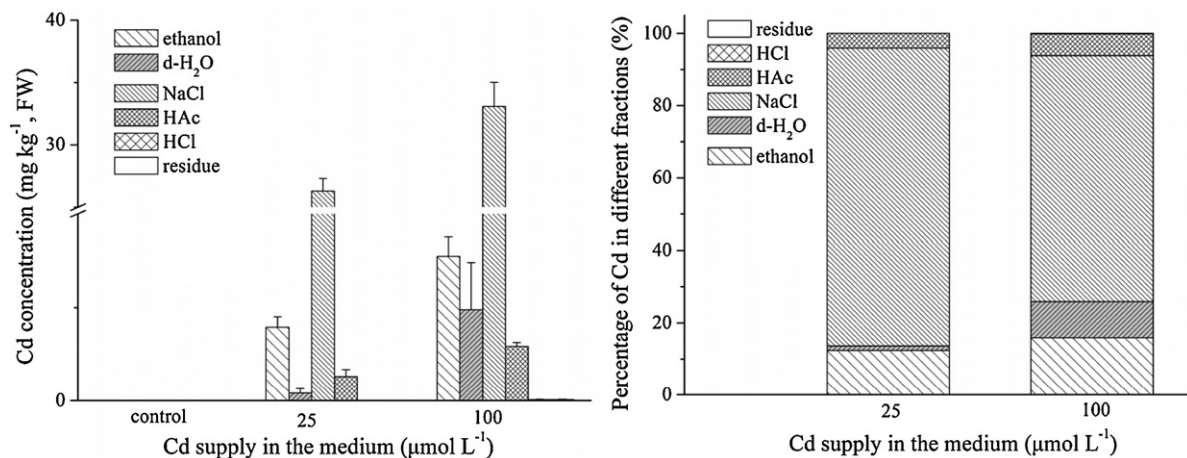 40
30
0
Cd concentration (mg kg⁻¹, FW)
ethanol
d-H₂O
NaCl
HAc
HCl
residue
control 25 100
Cd supply in the medium (μmol L⁻¹)
Percentage of Cd in different fractions (%)
100
80
60
40
20
0
residue
HCl
HAc
NaCl
d-H₂O
ethanol
25 100
Cd supply in the medium (μmol L⁻¹)